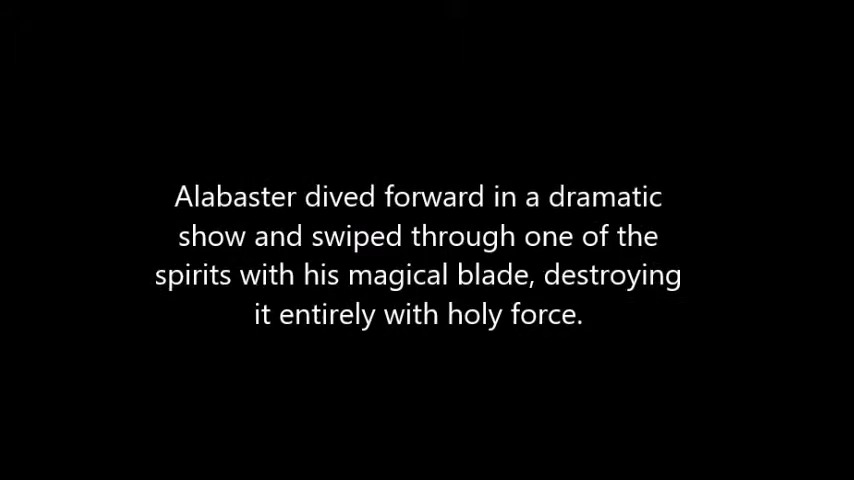 Alabaster dived forward in a dramatic
show and swiped through one of the
spirits with his magical blade, destroying
it entirely with holy force.